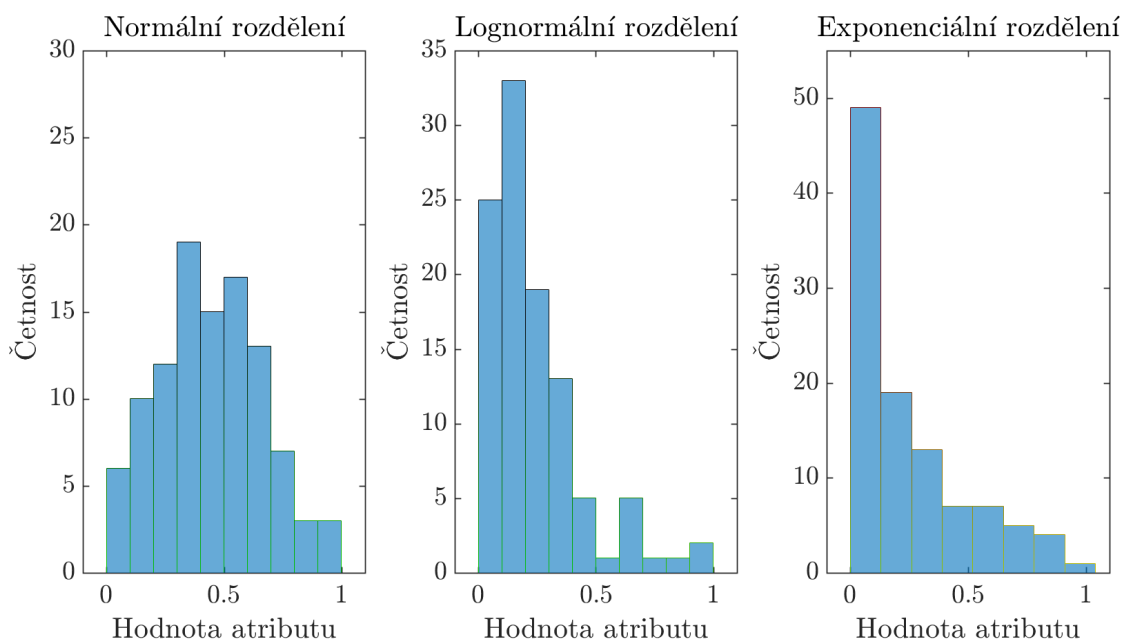 Normální rozdělení
30
25
20
15
10
5
0
0 0.5 1
Četnost
Hodnota atributu
Lognormální rozdělení
35
30
25
20
15
10
5
0
0 0.5 1
Četnost
Hodnota atributu
Exponenciální rozdělení
50
40
30
20
10
0
0 0.5 1
Četnost
Hodnota atributu